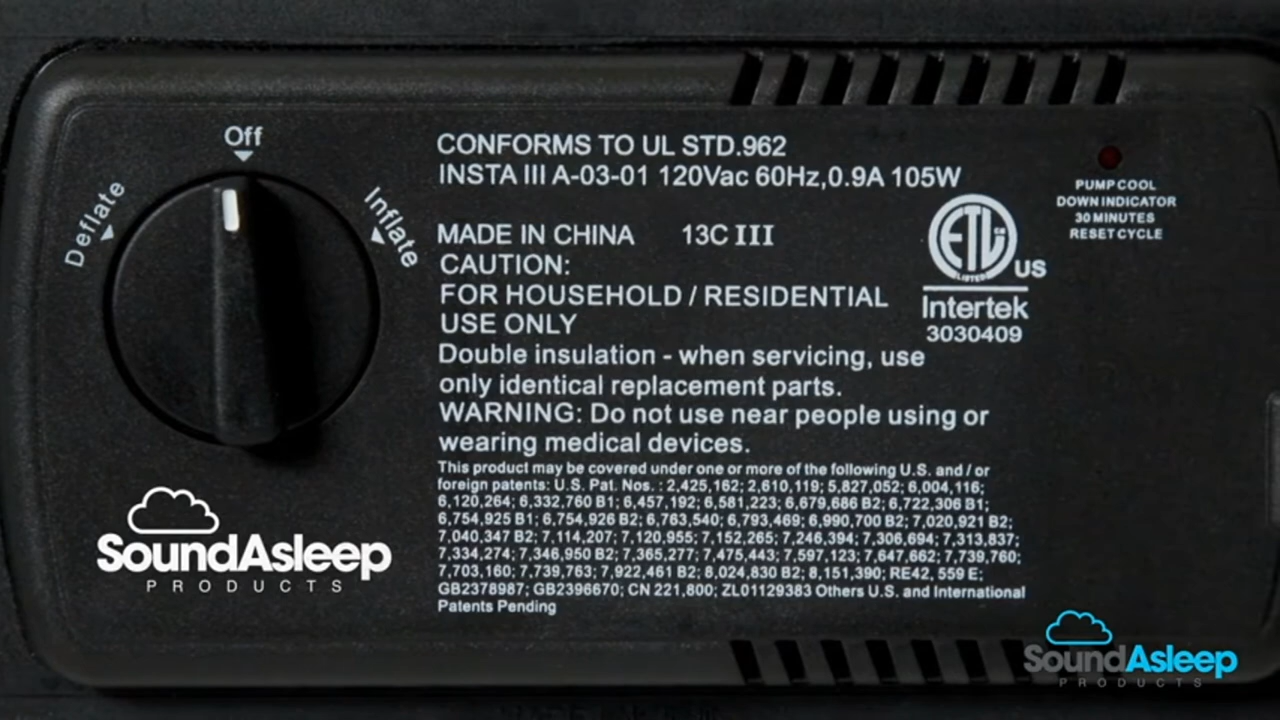 Off
Deflate
Inflate
CONFORMS TO UL STD.962
INSTA III A-03-01 120Vac 60Hz,0.9A 105W
MADE IN CHINA 13C III
CAUTION:
FOR HOUSEHOLD / RESIDENTIAL
USE ONLY
Double insulation - when servicing, use
only identical replacement parts.
WARNING: Do not use near people using or
wearing medical devices.
This product may be covered under one or more of the following U.S. and / or
foreign patents: U.S. Pat. Nos. : 2,425,162; 2,610,119; 5,827,052; 6,004,116;
6,120,264; 6,332,760 B1; 6,457,192; 6,581,223; 6,679,686 B2; 6,722,306 B1;
6,754,925 B1; 6,754,926 B2; 6,763,540; 6,793,469; 6,990,700 B2; 7,020,921 B2;
7,040,347 B2; 7,114,207; 7,120,955; 7,152,265; 7,246,394; 7,306,694; 7,313,837;
7,334,274; 7,346,950 B2; 7,365,277; 7,475,443; 7,597,123; 7,647,662; 7,739,760;
7,703,160; 7,739,763; 7,922,461 B2; 8,024,830 B2; 8,151,390; RE42, 559 E;
GB2378987; GB2396670; CN 221,800; ZL01129383 Others U.S. and International
Patents Pending
PUMP COOL
DOWN INDICATOR
30 MINUTES
RESET CYCLE
ETL
LISTED
US
Intertek
3030409
SoundAsleep
PRODUCTS
SoundAsleep
PRODUCTS